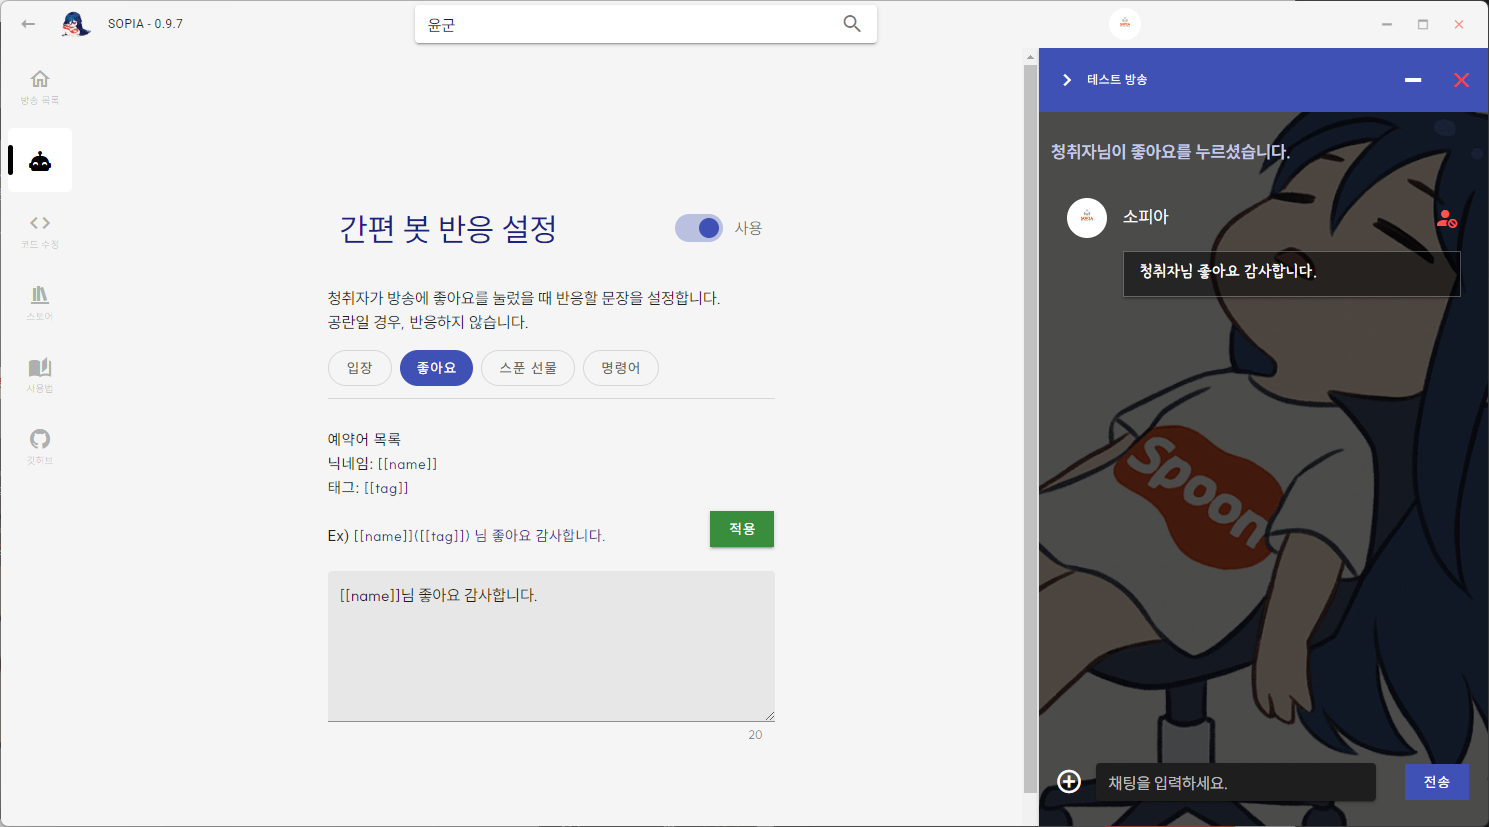 SOPIA - 0.9.7
윤군
방송 목록
코드 수정
스토어
사용법
깃허브
간편 봇 반응 설정
사용
청취자가 방송에 좋아요를 눌렀을 때 반응할 문장을 설정합니다.
공란일 경우, 반응하지 않습니다.
입장
좋아요
스푼 선물
명령어
예약어 목록
닉네임: [[name]]
태그: [[tag]]
Ex) [[name]]([[tag]]) 님 좋아요 감사합니다.
적용
[[name]]님 좋아요 감사합니다.
20
테스트 방송
청취자님이 좋아요를 누르셨습니다.
소피아
청취자님 좋아요 감사합니다.
Spoon
채팅을 입력하세요.
전송